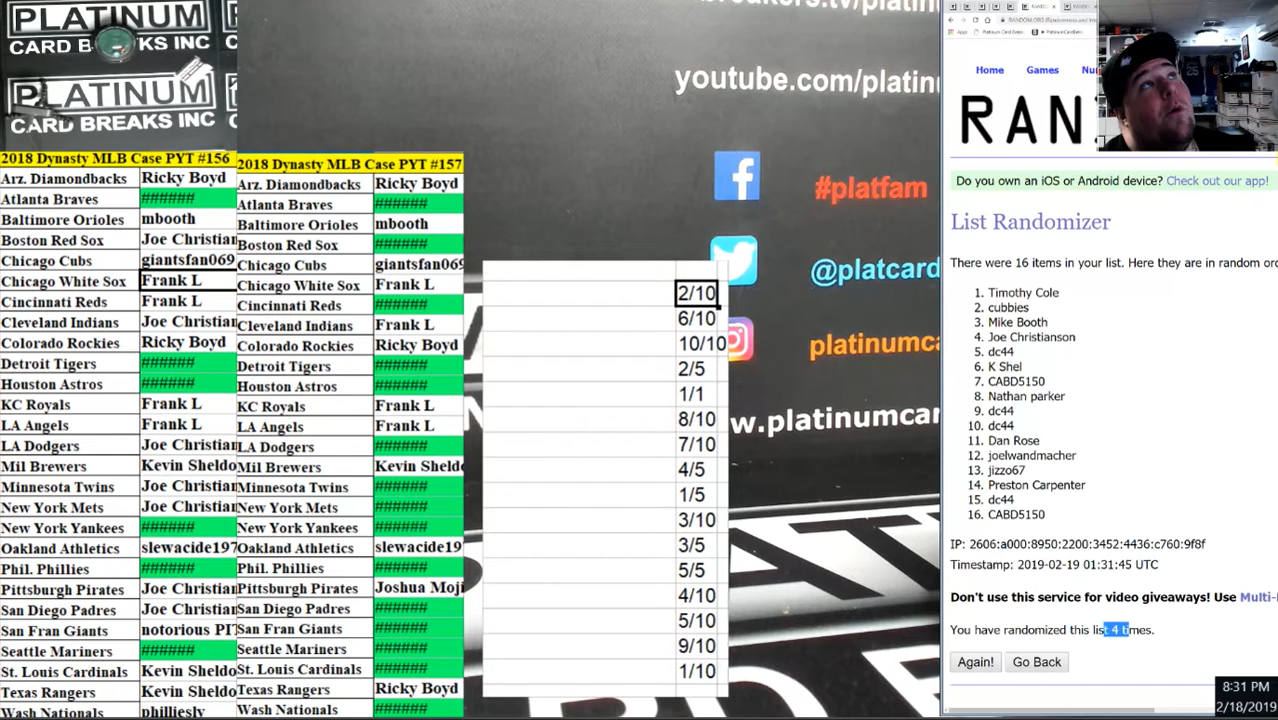 PLATINUM
CARD BREAKS INC
PLATINUM
CARD BREAKS INC
2018 Dynasty MLB Case PYT #156
Arz. Diamondbacks Ricky Boyd
Atlanta Braves ######
Baltimore Orioles mbooth
Boston Red Sox Joe Christian
Chicago Cubs giantsfan069
Chicago White Sox Frank L
Cincinnati Reds Frank L
Cleveland Indians Joe Christian
Colorado Rockies Ricky Boyd
Detroit Tigers ######
Houston Astros ######
KC Royals Frank L
LA Angels Frank L
LA Dodgers Joe Christian
Mil Brewers Kevin Sheldo
Minnesota Twins Joe Christian
New York Mets Joe Christian
New York Yankees ######
Oakland Athletics slewacide197
Phil. Phillies ######
Pittsburgh Pirates Joe Christian
San Diego Padres Joe Christian
San Fran Giants notorious PIT
Seattle Mariners ######
St. Louis Cardinals Kevin Sheldo
Texas Rangers Kevin Sheldo
Wash Nationals philliesly
2018 Dynasty MLB Case PYT #157
Arz. Diamondbacks Ricky Boyd
Atlanta Braves ######
Baltimore Orioles mbooth
Boston Red Sox ######
Chicago Cubs giantsfan069
Chicago White Sox Frank L
Cincinnati Reds ######
Cleveland Indians Frank L
Colorado Rockies Ricky Boyd
Detroit Tigers ######
Houston Astros ######
KC Royals Frank L
LA Angels Frank L
LA Dodgers ######
Mil Brewers Kevin Sheldo
Minnesota Twins ######
New York Mets ######
New York Yankees ######
Oakland Athletics slewacide19
Phil. Phillies ######
Pittsburgh Pirates Joshua Moji
San Diego Padres ######
San Fran Giants ######
Seattle Mariners ######
St. Louis Cardinals ######
Texas Rangers Ricky Boyd
Wash Nationals ######
youtube.com/platin
#platfam
@platcard
platinumca
w.platinumcar
2/10
6/10
10/10
2/5
1/1
8/10
7/10
4/5
1/5
3/10
3/5
5/5
4/10
5/10
9/10
1/10
Home Games Nu
RAN
Do you own an iOS or Android device? Check out our app!
List Randomizer
There were 16 items in your list. Here they are in random ord
1. Timothy Cole
2. cubbies
3. Mike Booth
4. Joe Christianson
5. dc44
6. K Shel
7. CABD5150
8. Nathan parker
9. dc44
10. dc44
11. Dan Rose
12. joelwandmacher
13. jizzo67
14. Preston Carpenter
15. dc44
16. CABD5150
IP: 2606:a000:8950:2200:3452:4436:c760:9f8f
Timestamp: 2019-02-19 01:31:45 UTC
Don't use this service for video giveaways! Use Multi-
You have randomized this list 4 times.
Again! Go Back
8:31 PM
2/18/2019